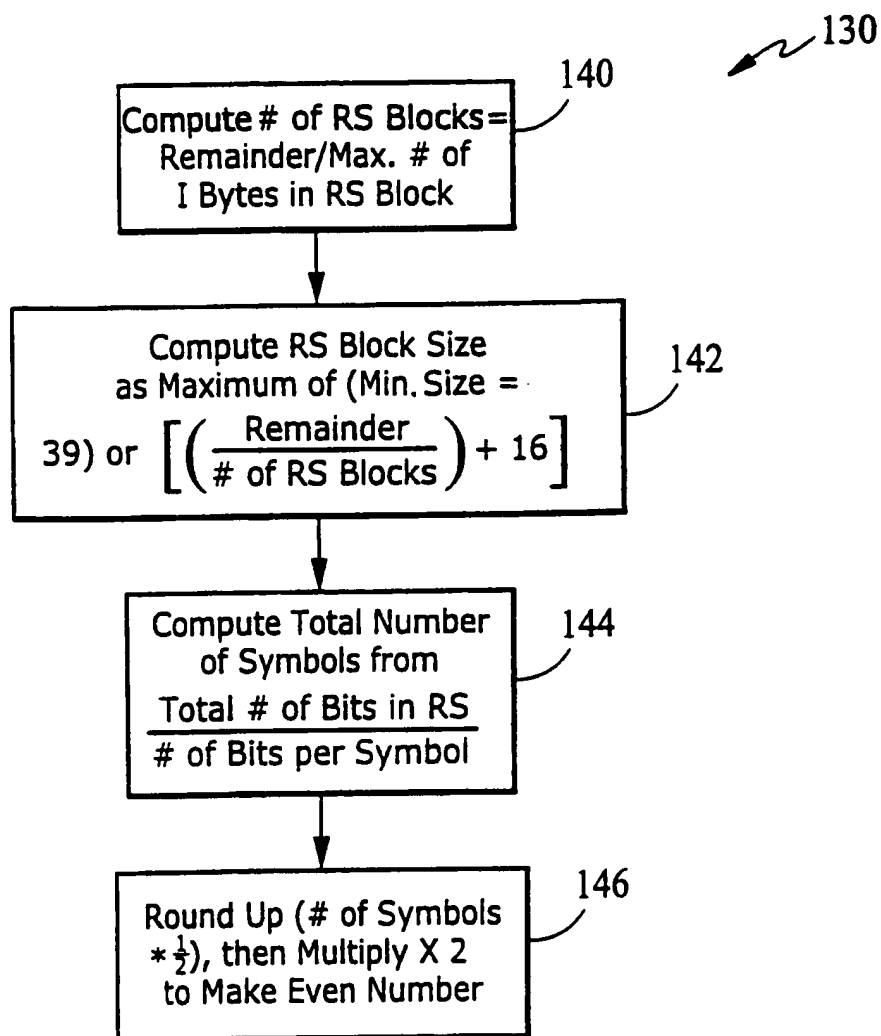 130
140
Compute # of RS Blocks=
Remainder/Max. # of
I Bytes in RS Block
142
Compute RS Block Size
as Maximum of (Min. Size =
39) or [(Remainder/# of RS Blocks) + 16]
144
Compute Total Number
of Symbols from
Total # of Bits in RS
# of Bits per Symbol
146
Round Up (# of Symbols
* ½), then Multiply X 2
to Make Even Number